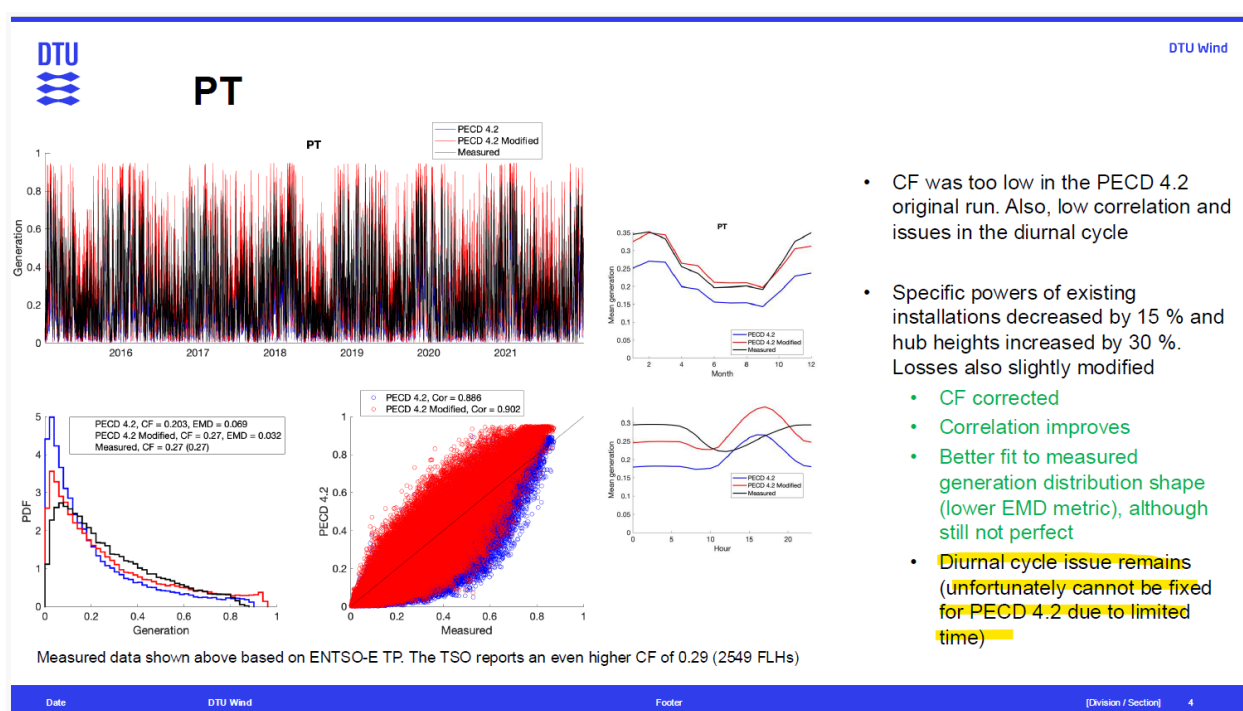 DTU
DTU Wind
PT
PT
PECD 4.2
PECD 4.2 Modified
Measured
Generation
1
0.8
0.6
0.4
0.2
0
2016
2017
2018
2019
2020
2021
PT
Mean generation
0.35
0.3
0.25
0.2
0.15
0.1
0.05
0
PECD 4.2
PECD 4.2 Modified
Measured
2
4
6
8
10
12
Month
PDF
5
4
3
2
1
0
PECD 4.2, CF = 0.203, EMD = 0.069
PECD 4.2 Modified, CF = 0.27, EMD = 0.032
Measured, CF = 0.27 (0.27)
0
0.2
0.4
0.6
0.8
1
Generation
PECD 4.2, Cor = 0.886
PECD 4.2 Modified, Cor = 0.902
PECD 4.2
1
0.8
0.6
0.4
0.2
0
0
0.2
0.4
0.6
0.8
1
Measured
Mean generation
0.3
0.25
0.2
0.15
0.1
0.05
0
PECD 4.2
PECD 4.2 Modified
Measured
0
5
10
15
20
Hour
• CF was too low in the PECD 4.2
original run. Also, low correlation and
issues in the diurnal cycle
• Specific powers of existing
installations decreased by 15 % and
hub heights increased by 30 %.
Losses also slightly modified
• CF corrected
• Correlation improves
• Better fit to measured
generation distribution shape
(lower EMD metric), although
still not perfect
• Diurnal cycle issue remains
(unfortunately cannot be fixed
for PECD 4.2 due to limited
time)
Measured data shown above based on ENTSO-E TP. The TSO reports an even higher CF of 0.29 (2549 FLHs)
Date
DTU Wind
Footer
[Division / Section]
4